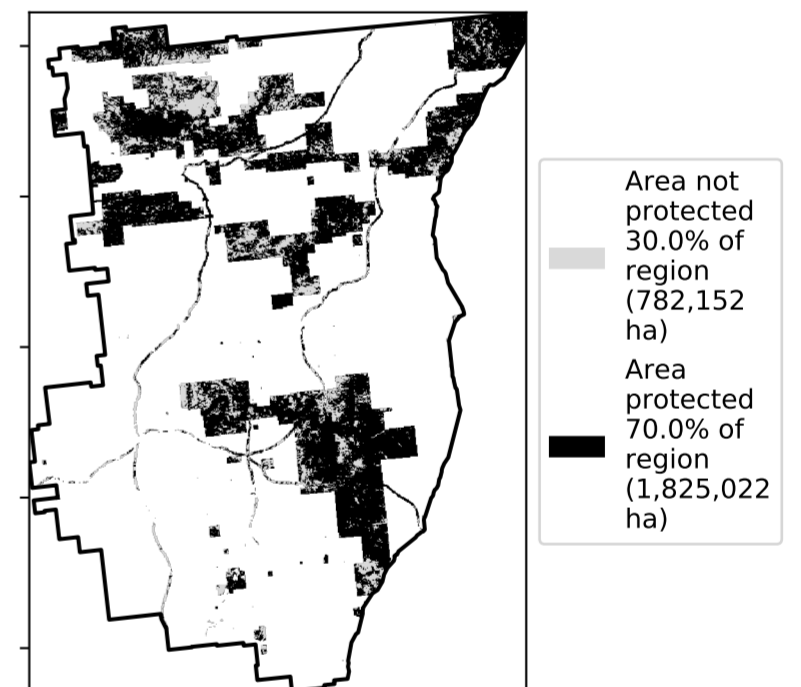 Area not
protected
30.0% of
region
(782,152
ha)
Area
protected
70.0% of
region
(1,825,022
ha)